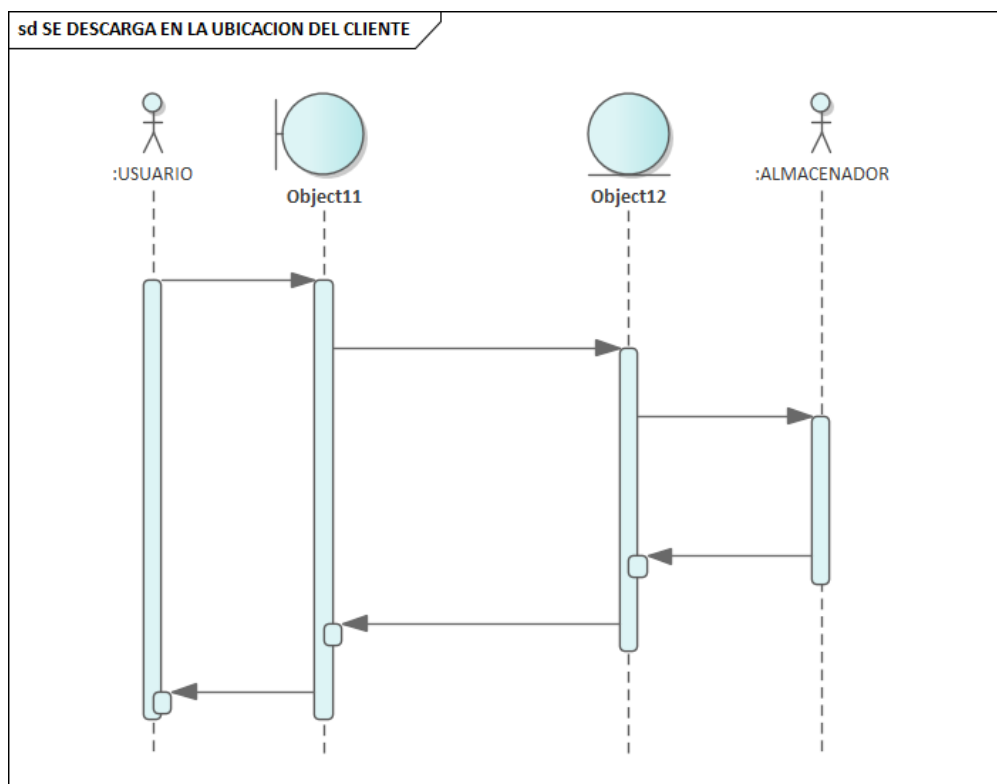 sd SE DESCARGA EN LA UBICACION DEL CLIENTE
:USUARIO
Object11
Object12
:ALMACENADOR